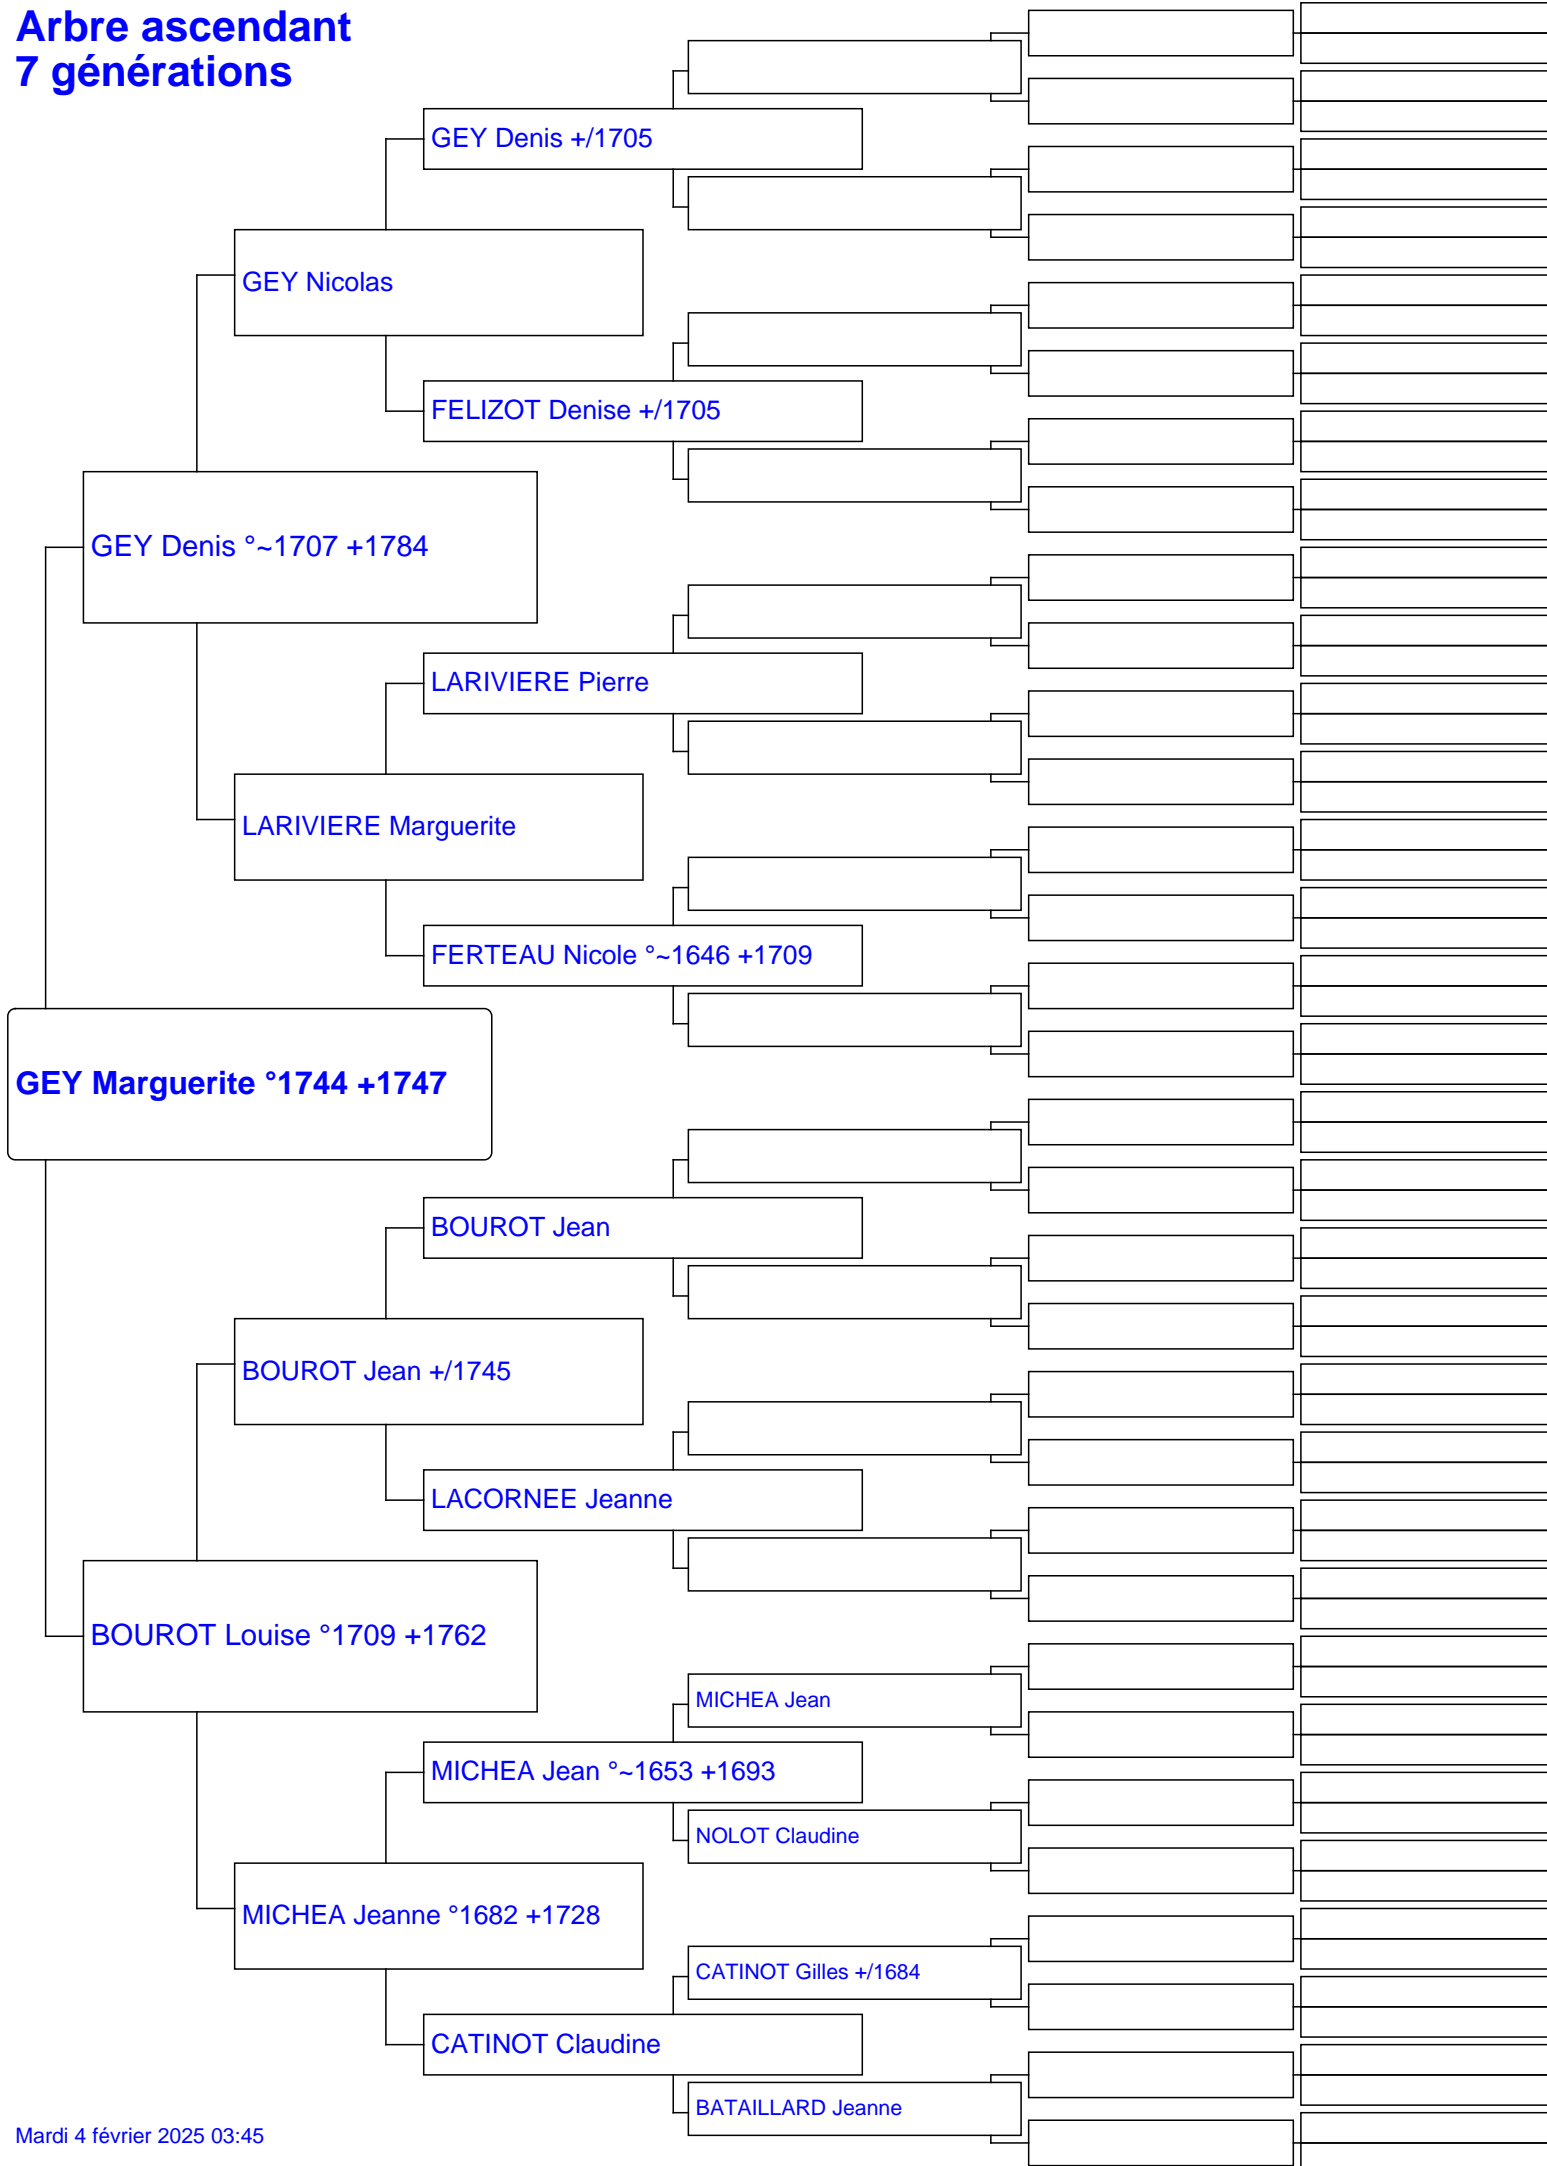 Arbre ascendant
7 générations
GEY Denis +/1705
GEY Nicolas
FELIZOT Denise +/1705
GEY Denis °~1707 +1784
LARIVIERE Pierre
LARIVIERE Marguerite
FERTEAU Nicole °~1646 +1709
GEY Marguerite °1744 +1747
BOUROT Jean
BOUROT Jean +/1745
LACORNEE Jeanne
BOUROT Louise °1709 +1762
MICHEA Jean
MICHEA Jean °~1653 +1693
NOLOT Claudine
MICHEA Jeanne °1682 +1728
CATINOT Gilles +/1684
CATINOT Claudine
BATAILLARD Jeanne
Mardi 4 février 2025 03:45